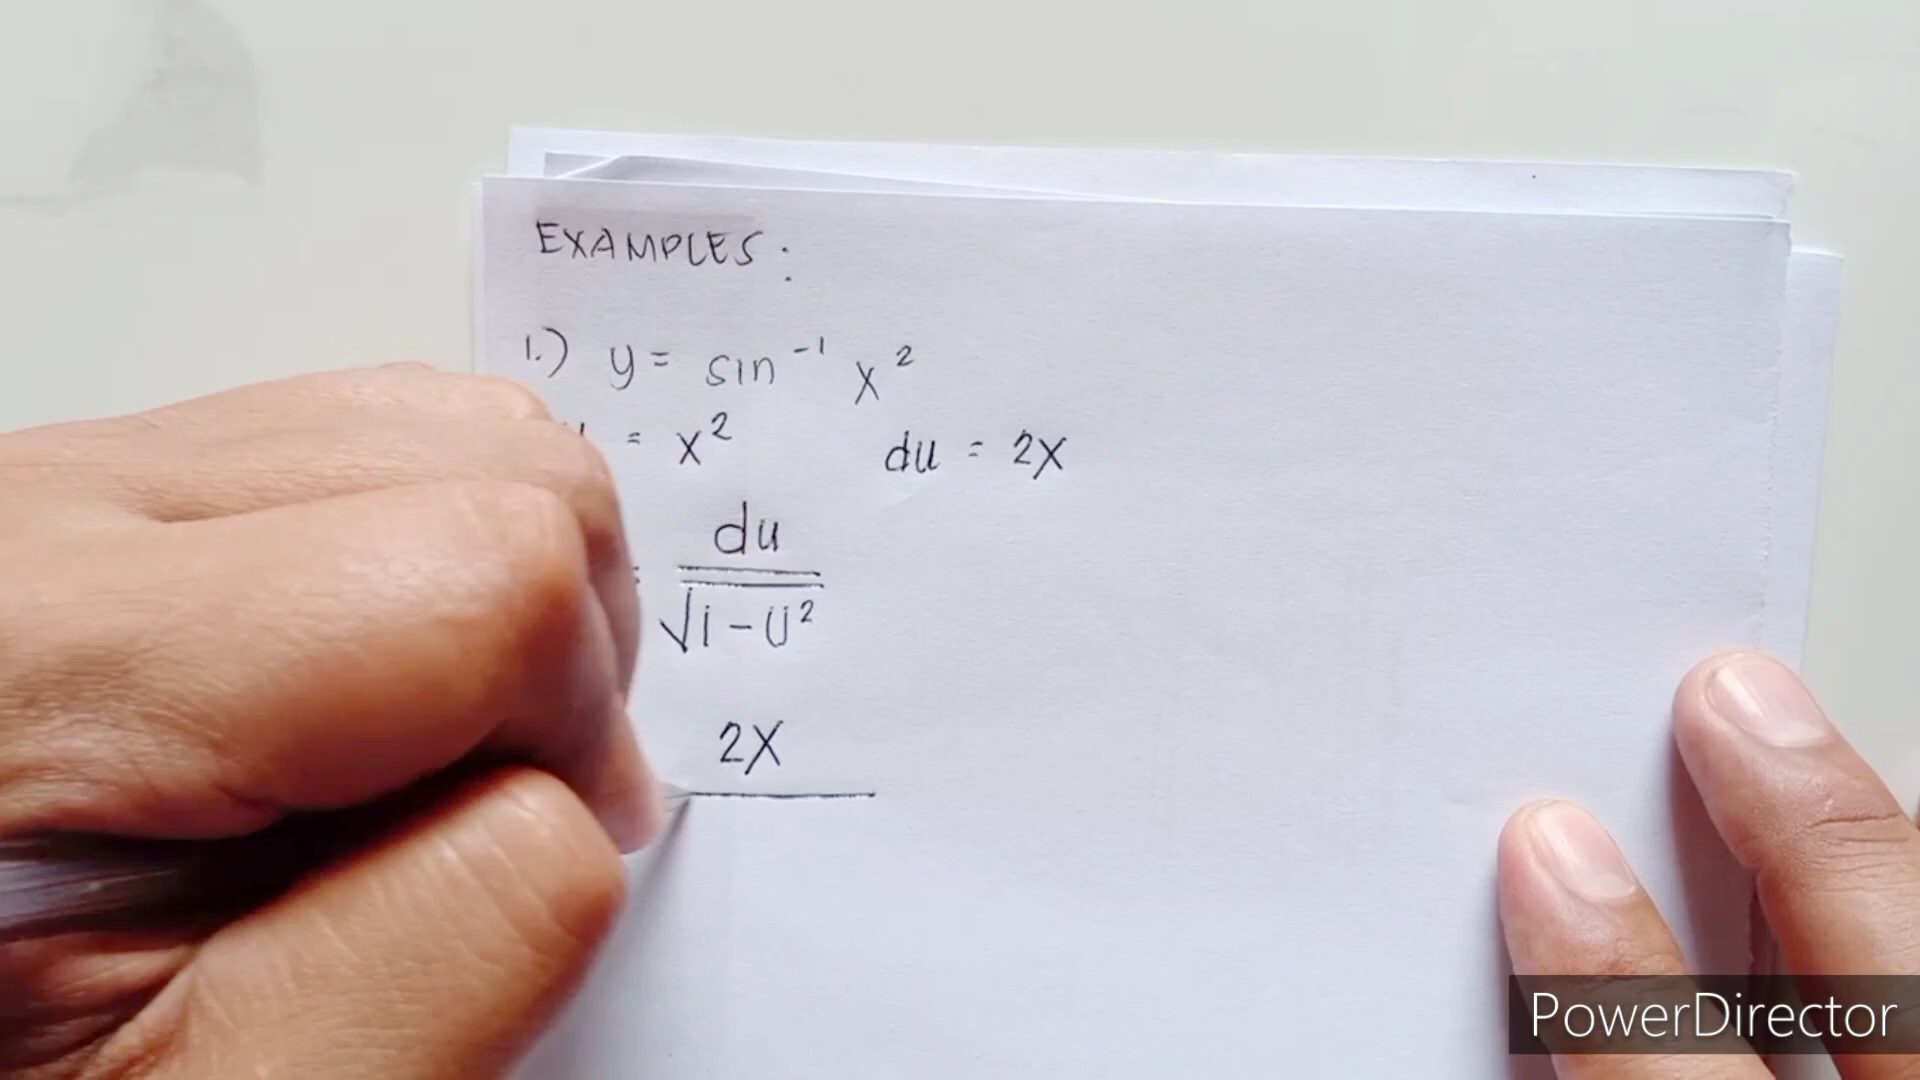 EXAMPLES:
1.) y = sin⁻¹ x²
= x² du = 2x
= du
√1-u²
2x
PowerDirector